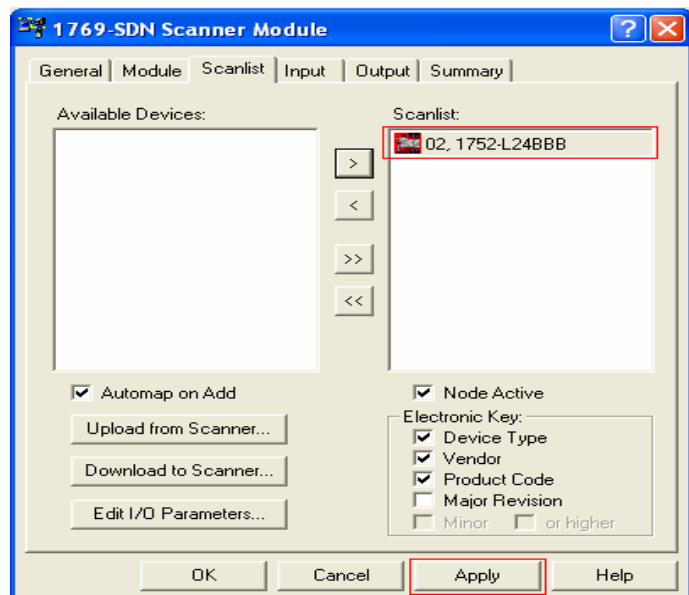 1769-SDN Scanner Module
General Module Scanlist Input Output Summary
Available Devices: Scanlist:
02, 1752-L24BBB
>
<
>>
<<
Automap on Add Node Active
Upload from Scanner...
Download to Scanner...
Edit I/O Parameters...
Electronic Key:
Device Type
Vendor
Product Code
Major Revision
Minor or higher
OK Cancel Apply Help